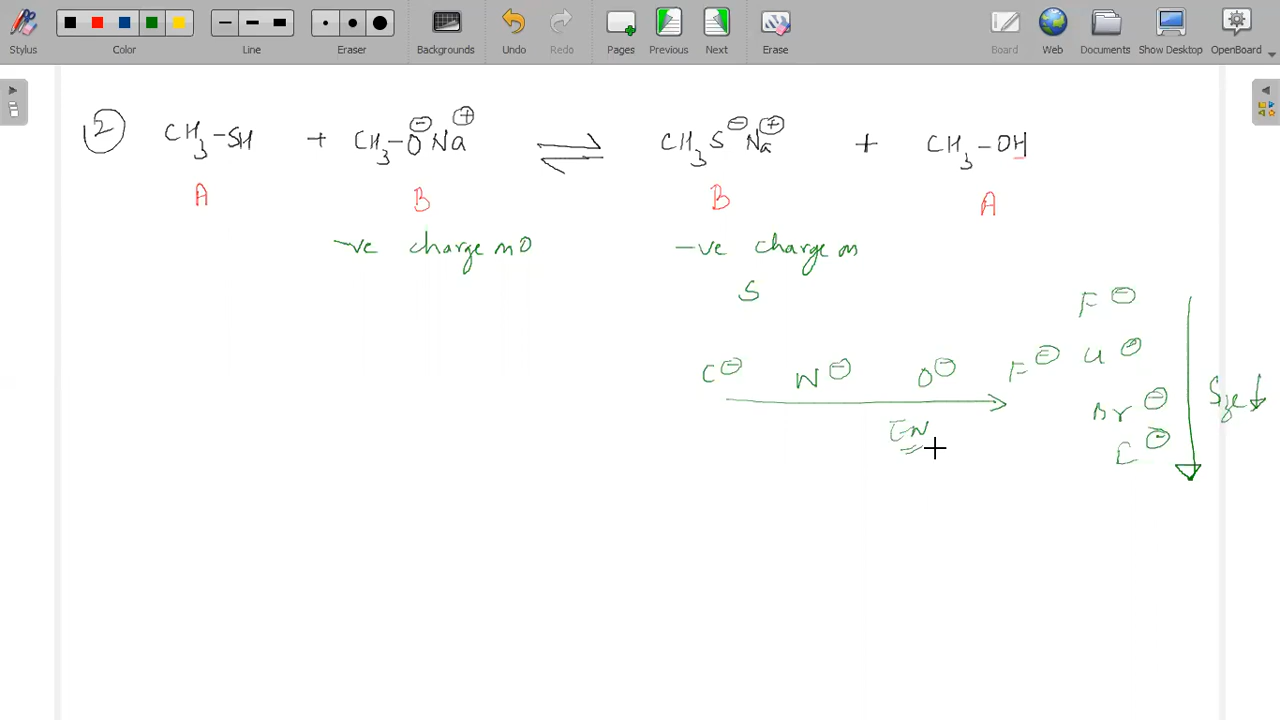 Stylus Color Line Eraser Backgrounds Undo Redo Pages Previous Next Erase Board Web Documents Show Desktop OpenBoard
② CH3-SH + CH3-O⊖Na⊕ ⇌ CH3S⊖Na⊕ + CH3-OH
A B B A
-ve charge on O -ve charge on
S
F⊖
C⊖ N⊖ O⊖ F⊖ Cl⊖
Br⊖ Size↓
EN I⊖